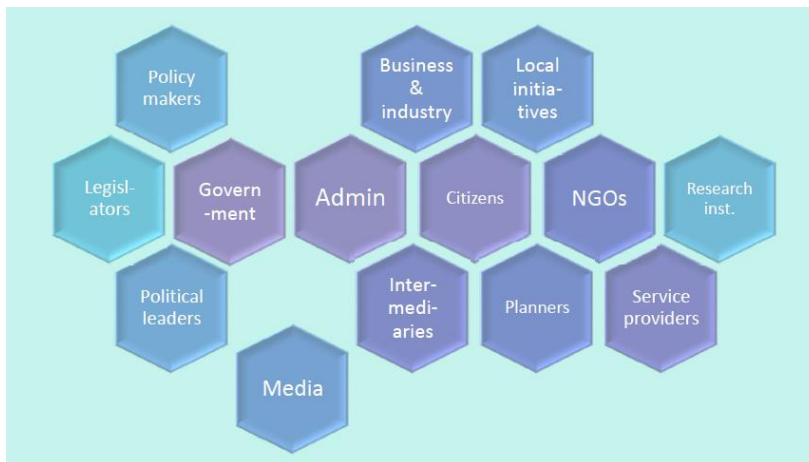 Policy
makers
Business
&
industry
Local
initia-
tives
Legisl-
ators
Govern
-ment
Admin
Citizens
NGOs
Research
inst.
Political
leaders
Inter-
medi-
aries
Planners
Service
providers
Media